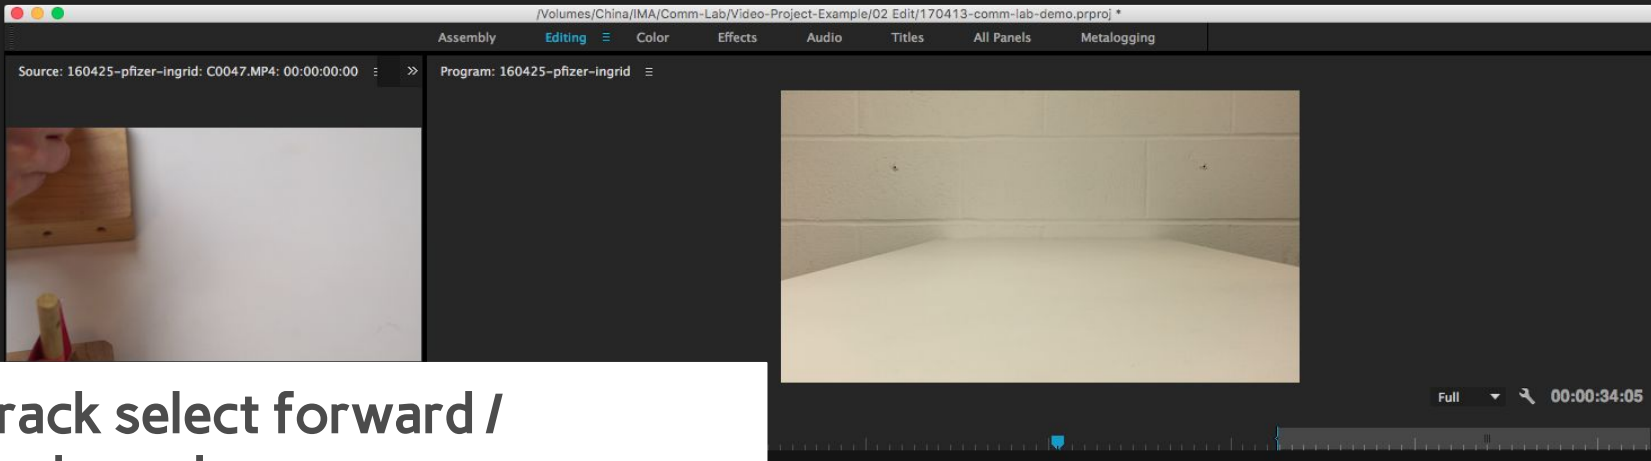 /Volumes/China/IMA/Comm-Lab/Video-Project-Example/02 Edit/170413-comm-lab-demo.prproj *
Assembly Editing Color Effects Audio Titles All Panels Metalogging
Source: 160425-pfizer-ingrid: C0047.MP4: 00:00:00:00 »
Program: 160425-pfizer-ingrid
Full 00:00:34:05
rack select forward /